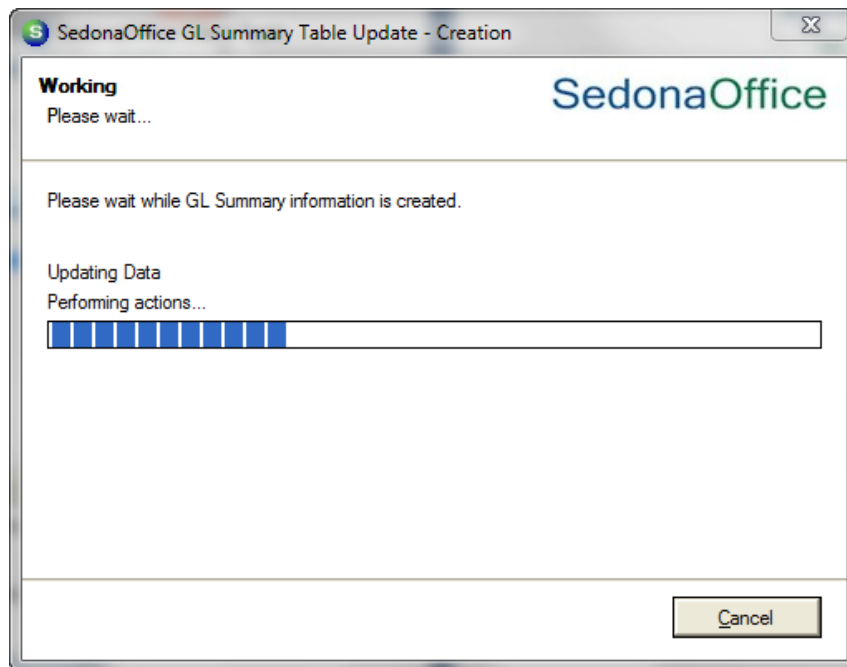 S SedonaOffice GL Summary Table Update - Creation
Working
SedonaOffice
Please wait...
Please wait while GL Summary information is created.
Updating Data
Performing actions...
Cancel